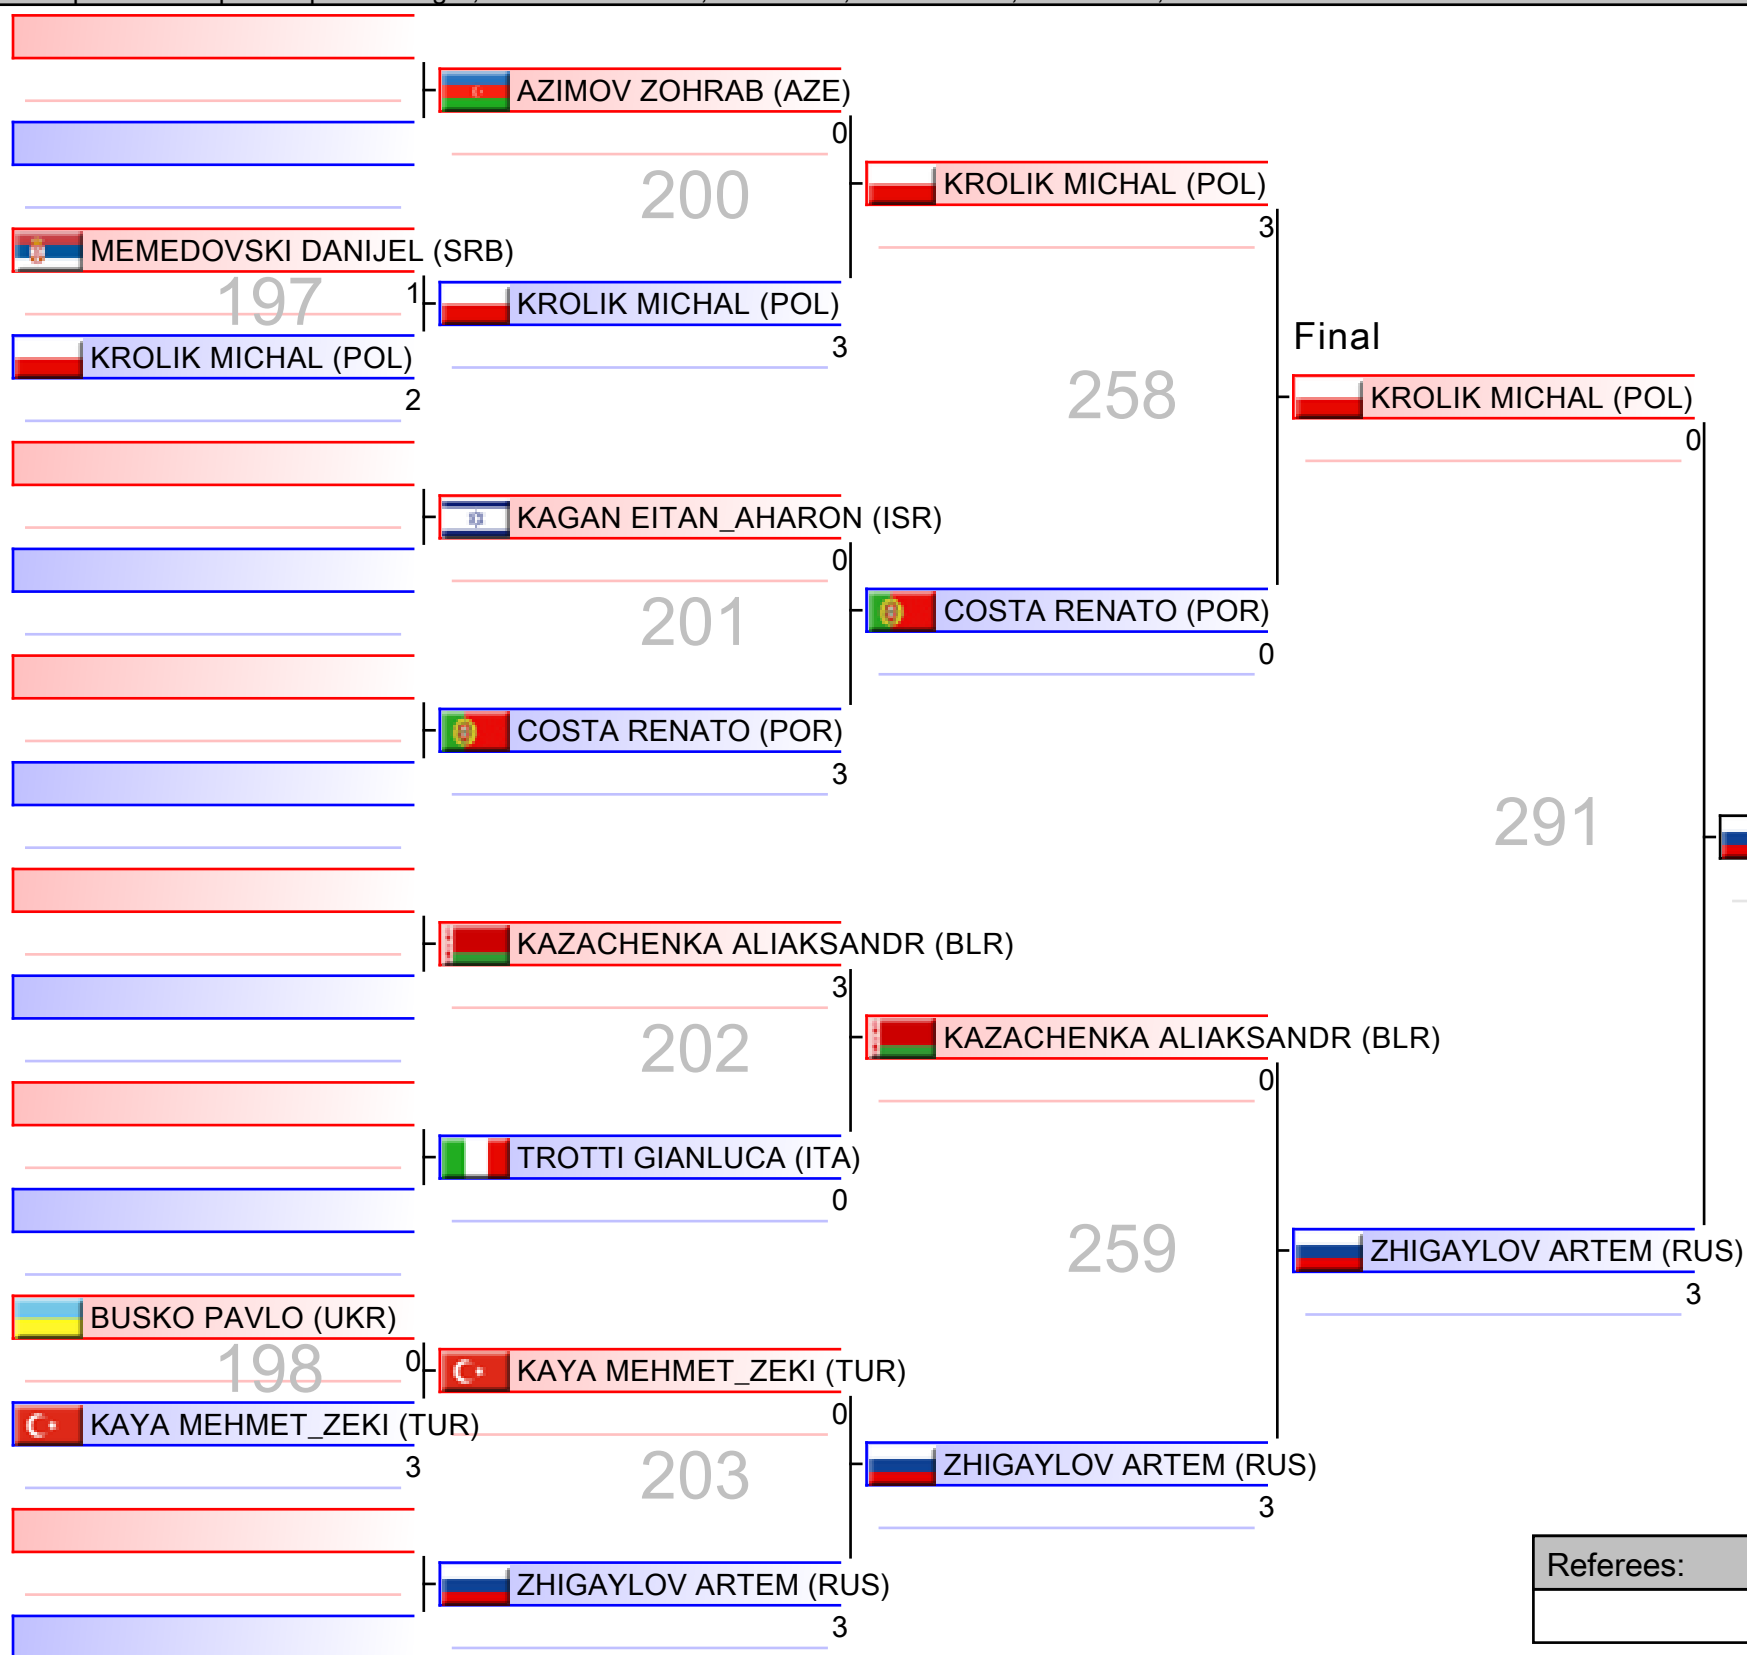 AZIMOV ZOHRAB (AZE)
0
200
KROLIK MICHAL (POL)
3
MEMEDOVSKI DANIJEL (SRB)
197
1
KROLIK MICHAL (POL)
3
KROLIK MICHAL (POL)
2
Final
258
KROLIK MICHAL (POL)
0
KAGAN EITAN_AHARON (ISR)
0
201
COSTA RENATO (POR)
0
COSTA RENATO (POR)
3
291
KAZACHENKA ALIAKSANDR (BLR)
3
202
KAZACHENKA ALIAKSANDR (BLR)
0
TROTTI GIANLUCA (ITA)
0
259
ZHIGAYLOV ARTEM (RUS)
3
BUSKO PAVLO (UKR)
198
0
KAYA MEHMET_ZEKI (TUR)
0
KAYA MEHMET_ZEKI (TUR)
3
203
ZHIGAYLOV ARTEM (RUS)
3
ZHIGAYLOV ARTEM (RUS)
3
Referees: